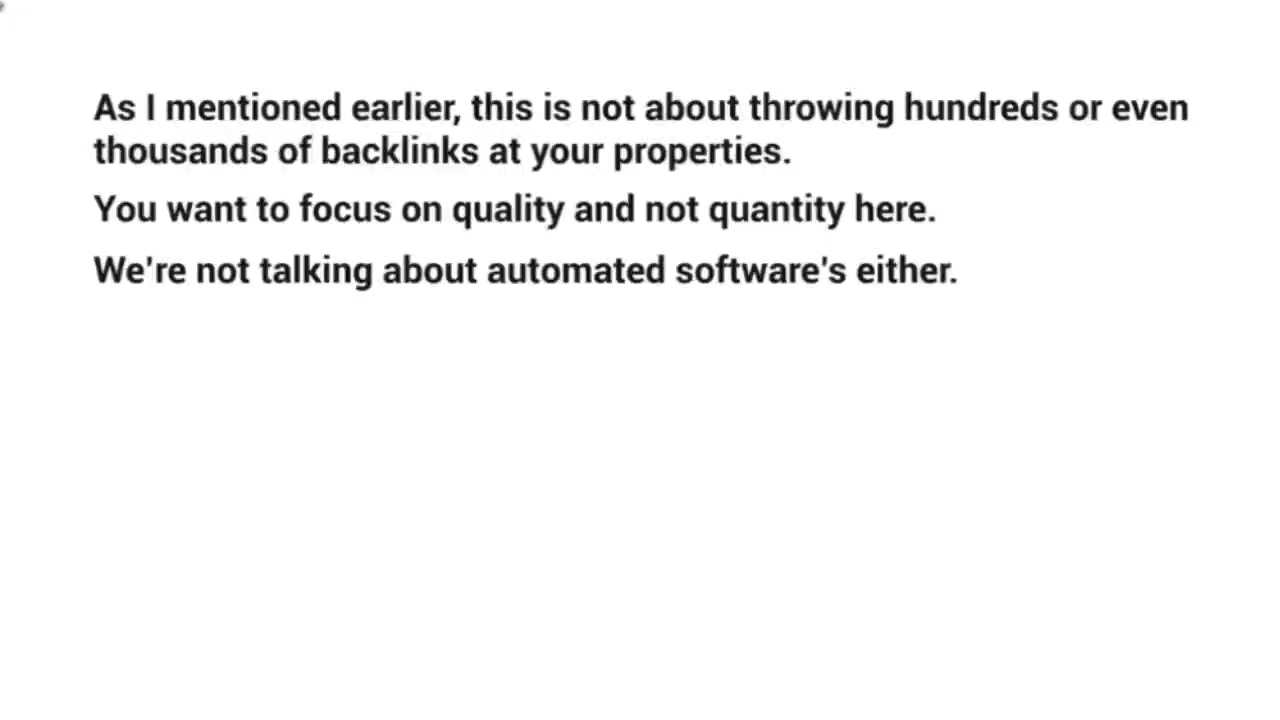 As I mentioned earlier, this is not about throwing hundreds or even
thousands of backlinks at your properties.
You want to focus on quality and not quantity here.
We're not talking about automated software's either.